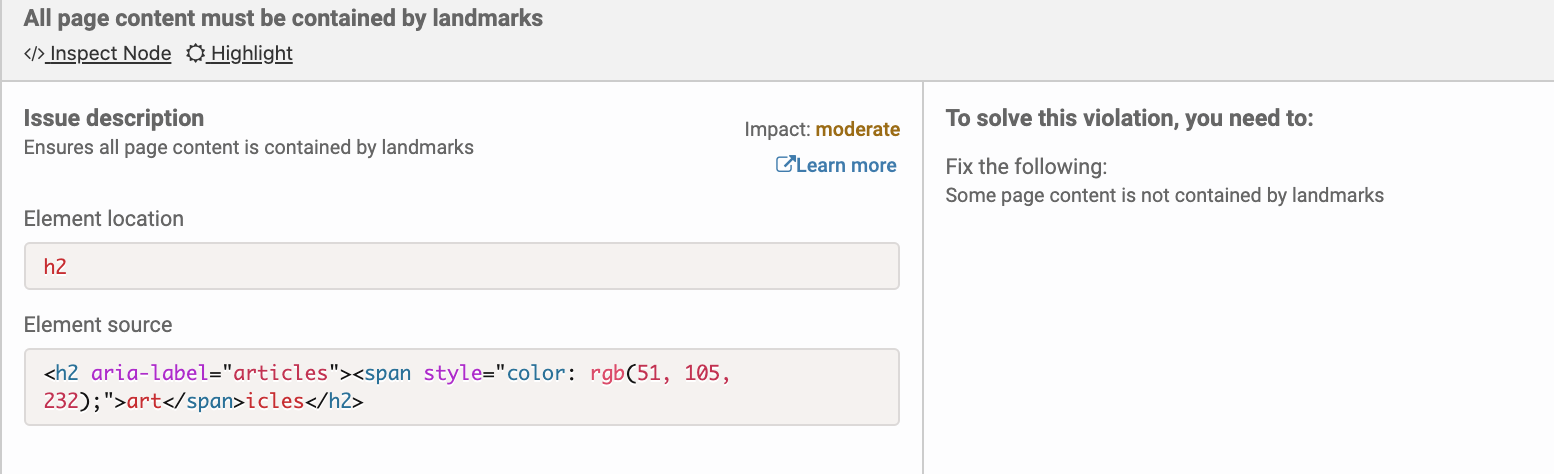 All page content must be contained by landmarks
</> Inspect Node Highlight
Issue description
Ensures all page content is contained by landmarks
Impact: moderate
Learn more
Element location
h2
Element source
<h2 aria-label="articles"><span style="color: rgb(51, 105,
232);">art</span>icles</h2>
To solve this violation, you need to:
Fix the following:
Some page content is not contained by landmarks